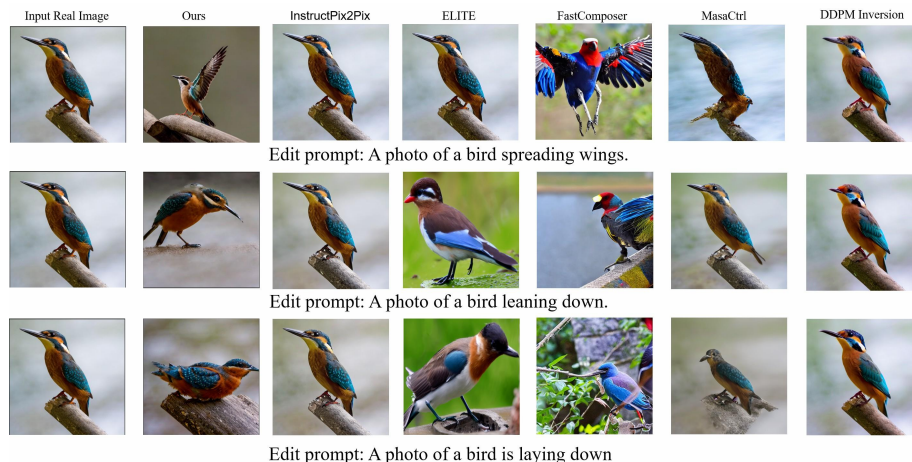 Input Real Image Ours InstructPix2Pix ELITE FastComposer MasaCtrl DDPM Inversion
Edit prompt: A photo of a bird spreading wings.
Edit prompt: A photo of a bird leaning down.
Edit prompt: A photo of a bird is laying down